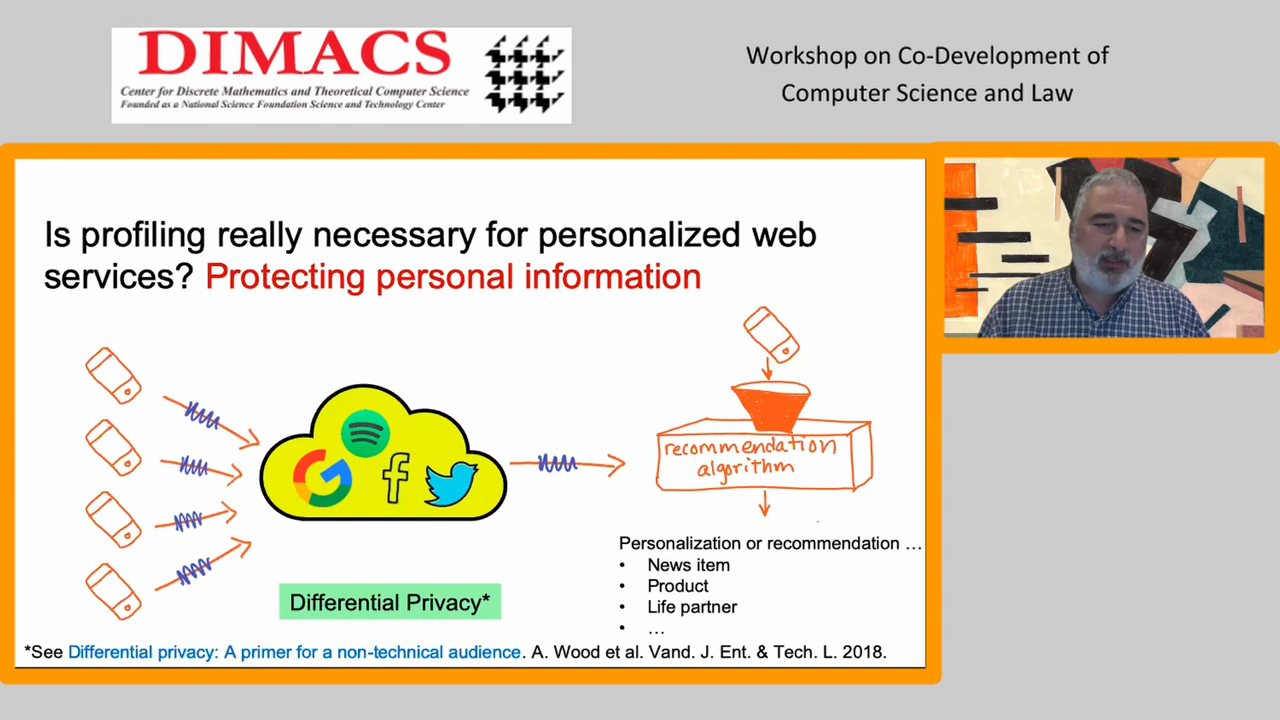 DIMACS
Center for Discrete Mathematics and Theoretical Computer Science
Founded as a National Science Foundation Science and Technology Center
Workshop on Co-Development of
Computer Science and Law
Is profiling really necessary for personalized web
services? Protecting personal information
recommendation
algorithm
Personalization or recommendation …
• News item
• Product
• Life partner
• …
Differential Privacy*
*See Differential privacy: A primer for a non-technical audience. A. Wood et al. Vand. J. Ent. & Tech. L. 2018.